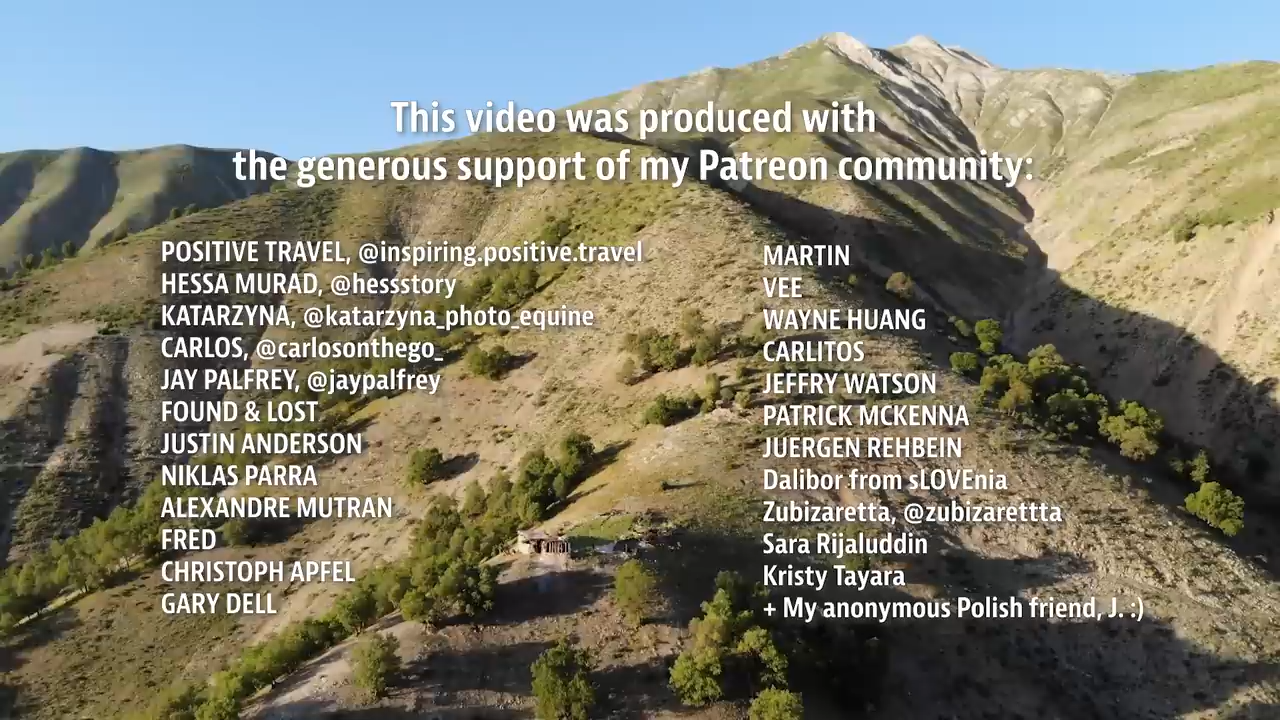 This video was produced with
the generous support of my Patreon community:
POSITIVE TRAVEL, @inspiring.positive.travel
HESSA MURAD, @hessstory
KATARZYNA, @katarzyna_photo_equine
CARLOS, @carlosonthego_
JAY PALFREY, @jaypalfrey
FOUND & LOST
JUSTIN ANDERSON
NIKLAS PARRA
ALEXANDRE MUTRAN
FRED
CHRISTOPH APFEL
GARY DELL
MARTIN
VEE
WAYNE HUANG
CARLITOS
JEFFRY WATSON
PATRICK MCKENNA
JUERGEN REHBEIN
Dalibor from sLOVEnia
Zubizaretta, @zubizarettta
Sara Rijaluddin
Kristy Tayara
+ My anonymous Polish friend, J. :)